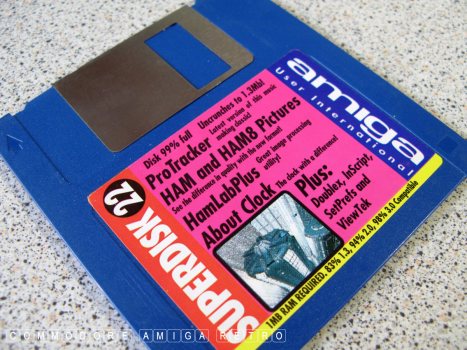 amiga
User International
Disk 99% full Uncrunches to 1.3Mb!
ProTracker Latest version of this music
making classic!
HAM and HAM8 Pictures
See the difference in quality with the new format!
HamLabPlus Great image processing
utility!
About Clock The clock with a difference!
Plus:
Doublex, InScript,
SetPrefs and
ViewTek
SUPERDISK 22
1MB RAM REQUIRED. 83% 1.3, 94% 2.0, 98% 3.0 Compatible
COMMODORE AMIGA RETRO